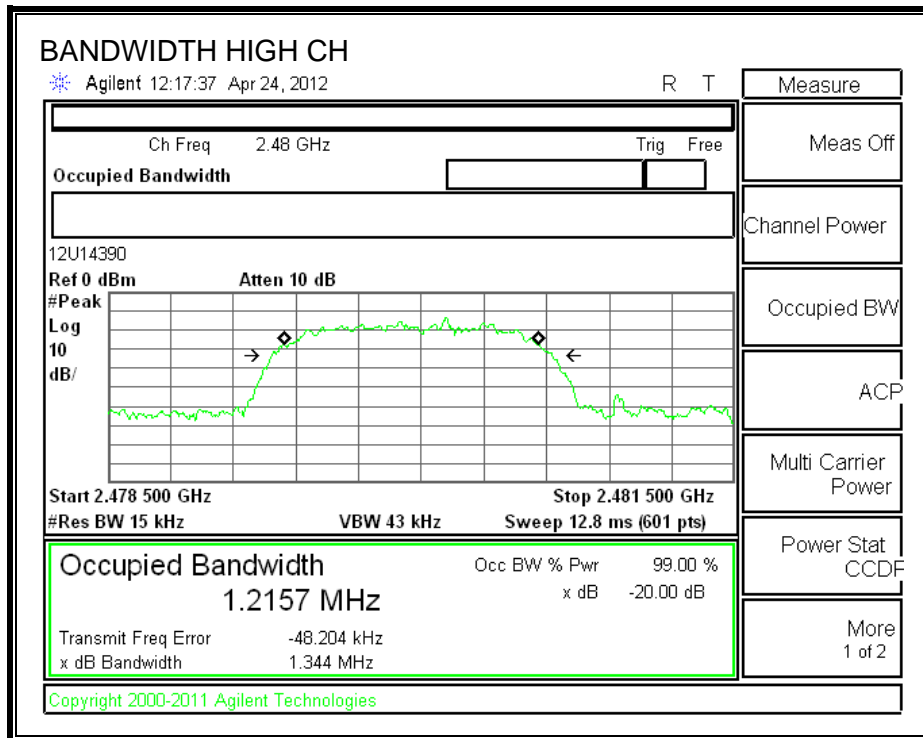 BANDWIDTH HIGH CH
Agilent 12:17:37 Apr 24, 2012 R T
Measure
Ch Freq 2.48 GHz Trig Free
Occupied Bandwidth
Meas Off
Channel Power
12U14390
Ref 0 dBm Atten 10 dB
#Peak
Log
10
dB/
Occupied BW
ACP
Multi Carrier
Power
Start 2.478 500 GHz Stop 2.481 500 GHz
#Res BW 15 kHz VBW 43 kHz Sweep 12.8 ms (601 pts)
Power Stat
CCDF
Occupied Bandwidth Occ BW % Pwr 99.00 %
1.2157 MHz x dB -20.00 dB
Transmit Freq Error -48.204 kHz
x dB Bandwidth 1.344 MHz
More
1 of 2
Copyright 2000-2011 Agilent Technologies